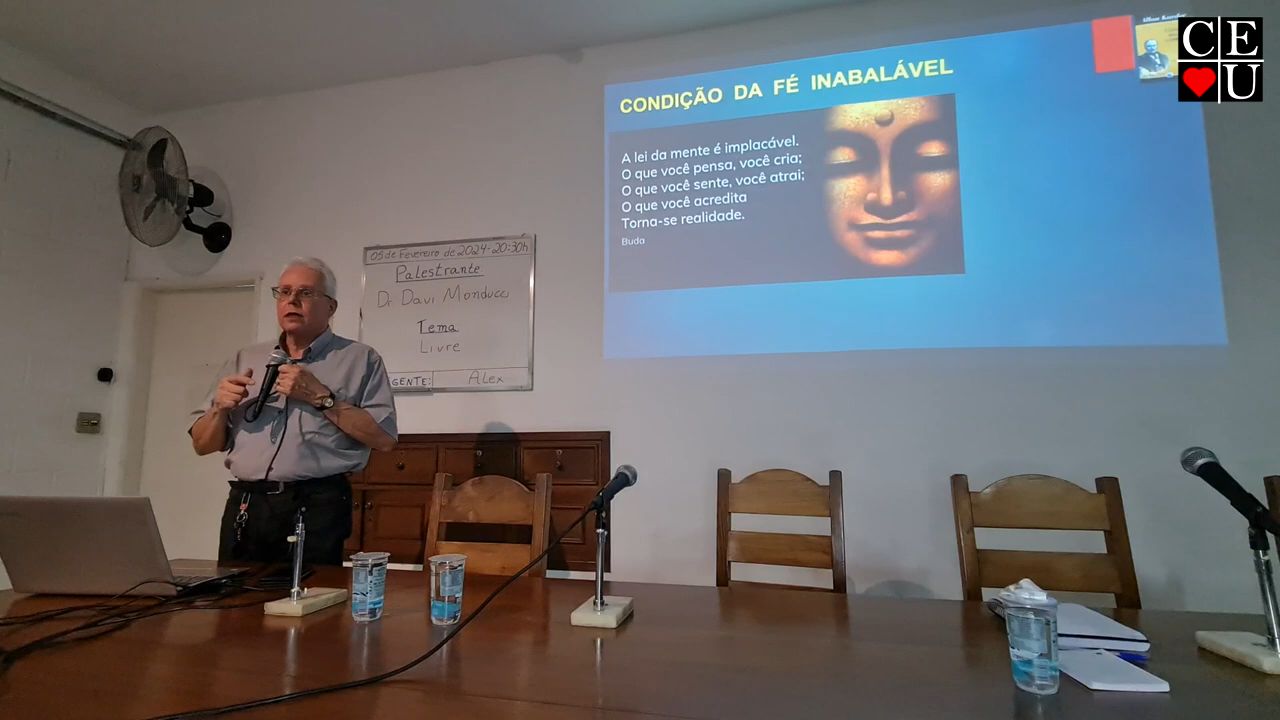 CONDIÇÃO DA FÉ INABALÁVEL
A lei da mente é implacável.
O que você pensa, você cria;
O que você sente, você atrai;
O que você acredita
Torna-se realidade.
Buda
05 de Fevereiro de 2024-20:30h
Palestrante
Dr. Davi Monducci
Tema
Livre
GENTE: Alex
CE
U